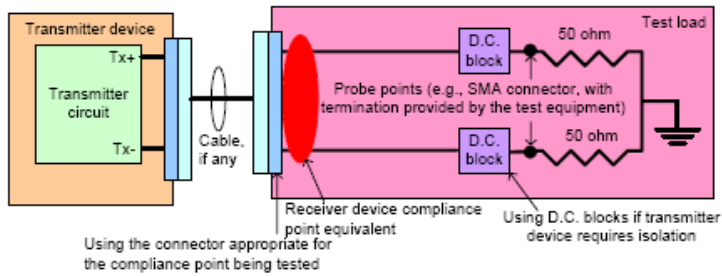 Transmitter device
Tx+
Transmitter
circuit
Tx-
Cable,
if any
Test load
D.C.
block
50 ohm
Probe points (e.g., SMA connector, with
termination provided by the test equipment)
D.C.
block
50 ohm
Receiver device compliance
point equivalent
Using the connector appropriate for
the compliance point being tested
Using D.C. blocks if transmitter
device requires isolation